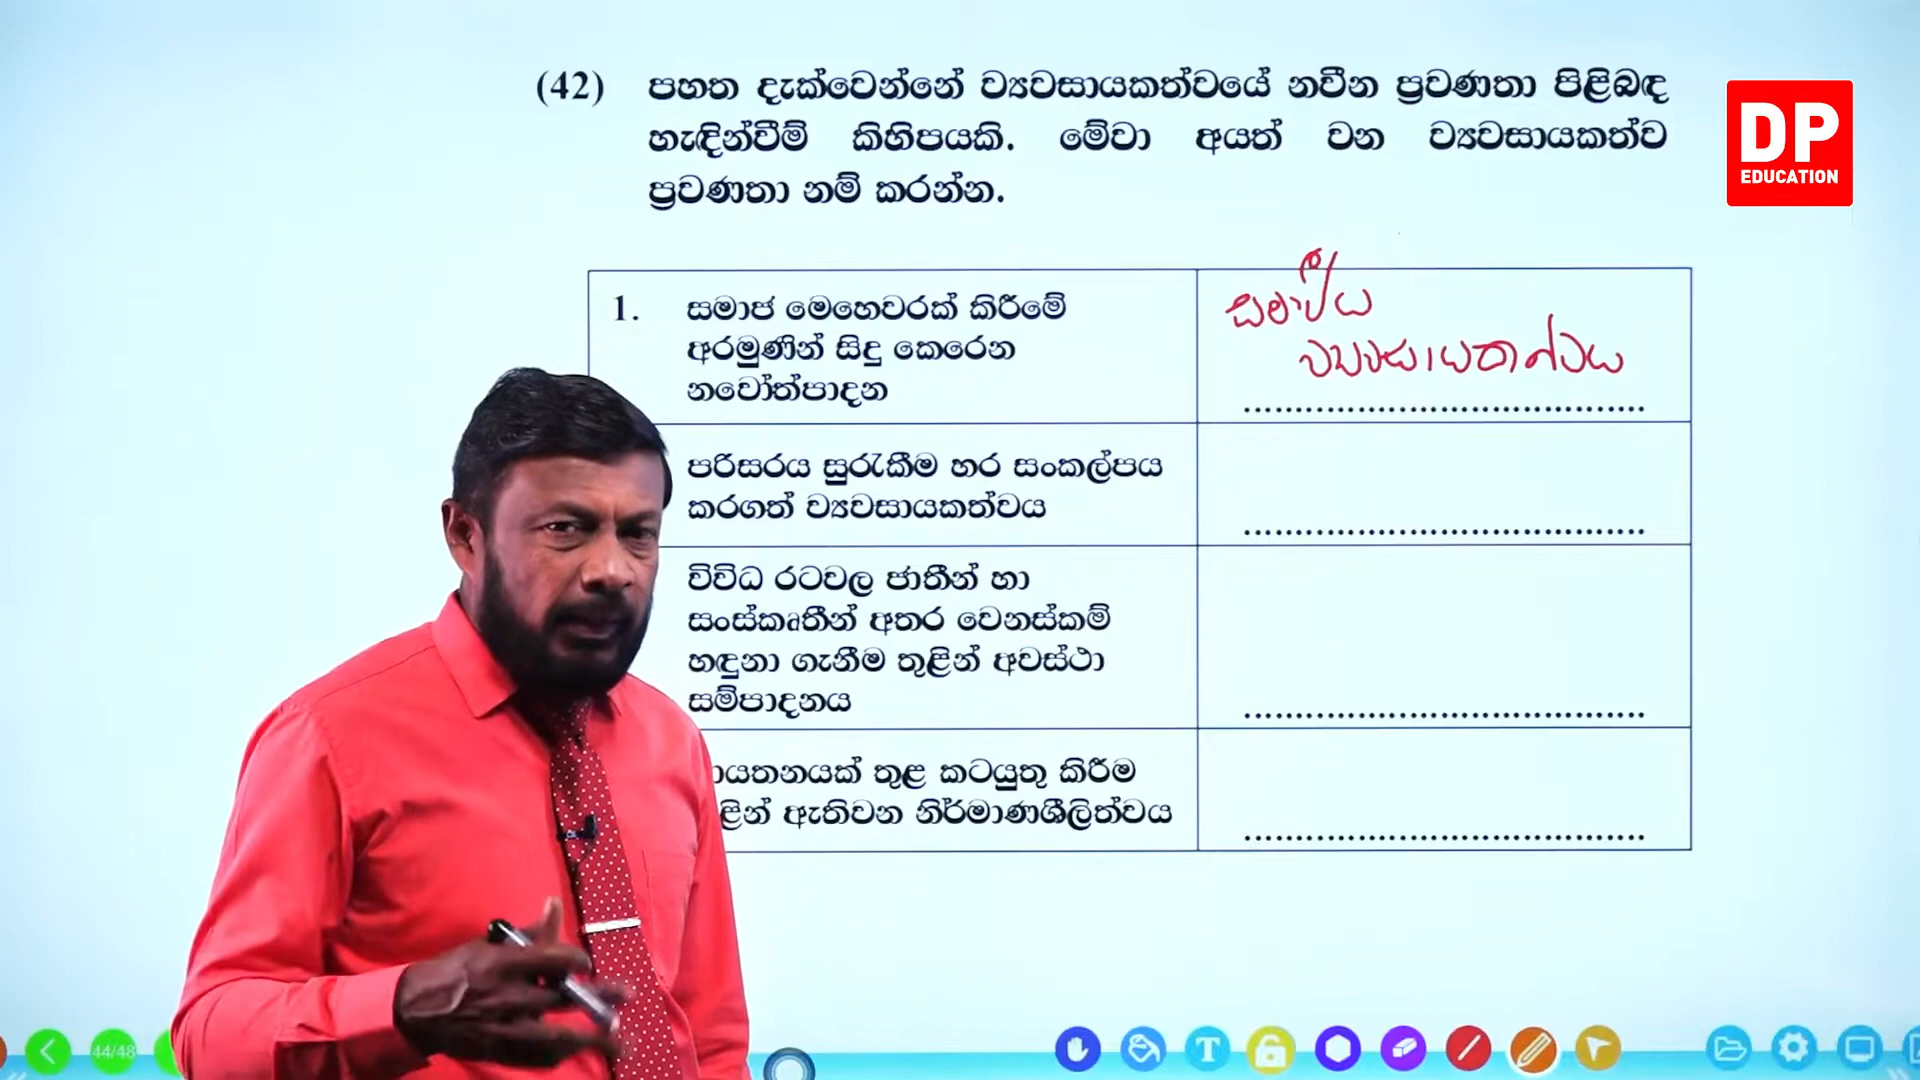 (42) පහත දැක්වෙන්නේ ව්‍යවසායකත්වයේ නවීන ප්‍රවණතා පිළිබඳ
හැඳින්වීම් කිහිපයකි. මේවා අයත් වන ව්‍යවසායකත්ව
ප්‍රවණතා නම් කරන්න.
DP
EDUCATION
1. සමාජ මෙහෙවරක් කිරීමේ
අරමුණින් සිදු කෙරෙන
නවෝත්පාදන
සමාජීය
ව්‍යවසායකත්වය
පරිසරය සුරැකීම හර සංකල්පය
කරගත් ව්‍යවසායකත්වය
විවිධ රටවල ජාතීන් හා
සංස්කෘතීන් අතර වෙනස්කම්
හඳුනා ගැනීම තුළින් අවස්ථා
සම්පාදනය
තුළ කටයුතු කිරීම
ඇතිවන නිර්මාණශීලිත්වය
44/48